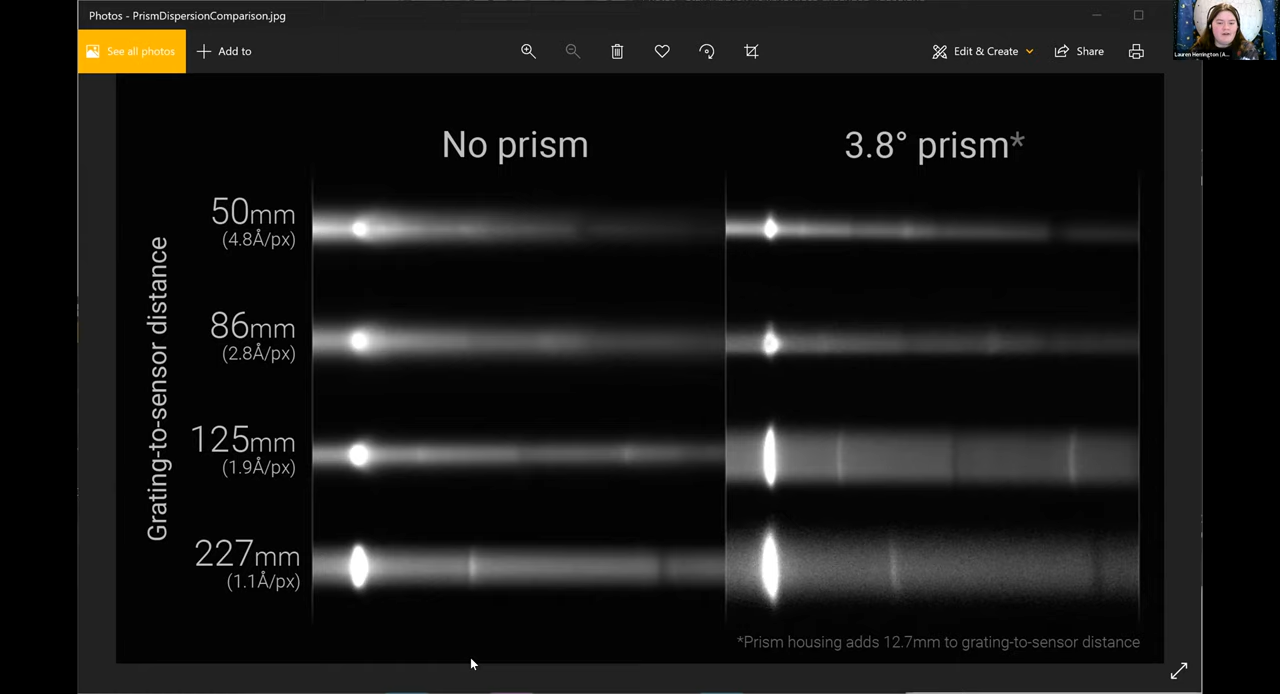 Photos - PrismDispersionComparison.jpg
See all photos
Add to
Edit & Create
Share
Lauren Herrington (A...
No prism
3.8° prism*
Grating-to-sensor distance
50mm
(4.8Å/px)
86mm
(2.8Å/px)
125mm
(1.9Å/px)
227mm
(1.1Å/px)
*Prism housing adds 12.7mm to grating-to-sensor distance